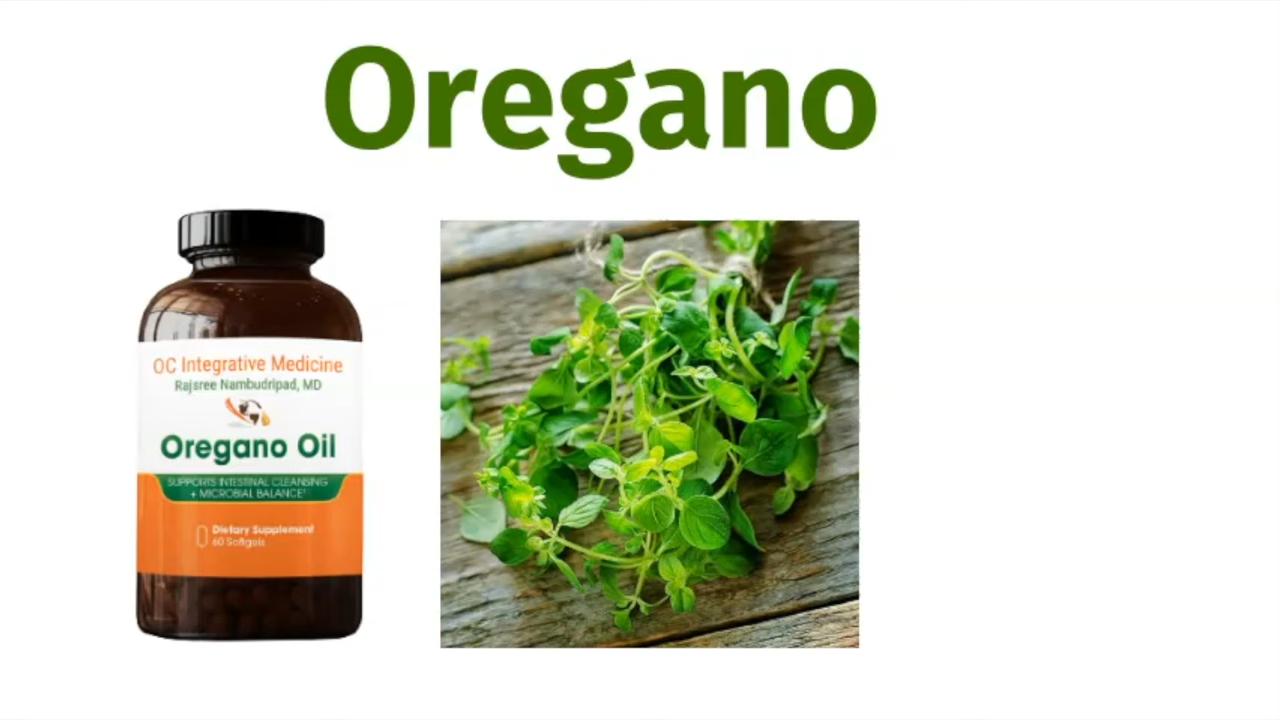 Oregano
OC Integrative Medicine
Rajsree Nambudripad, MD
Oregano Oil
SUPPORTS INTESTINAL CLEANSING
+ MICROBIAL BALANCE*
Dietary Supplement
60 Softgels